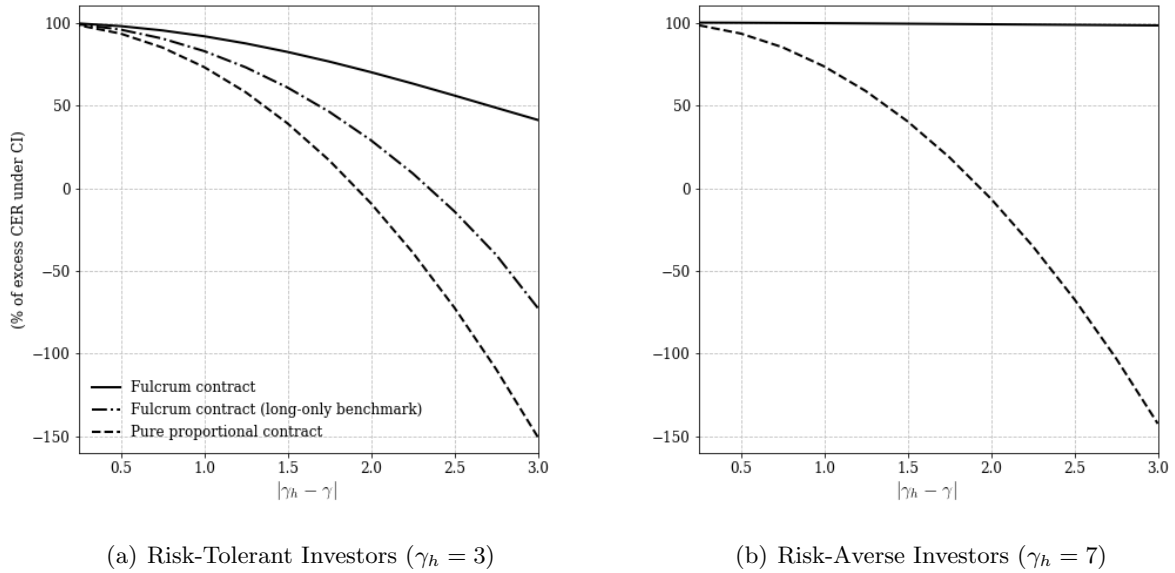 100
50
0
−50
−100
−150
(% of excess CER under CI)
Fulcrum contract
Fulcrum contract (long-only benchmark)
Pure proportional contract
0.5 1.0 1.5 2.0 2.5 3.0
|γₕ − γ|
(a) Risk-Tolerant Investors (γₕ = 3)
100
50
0
−50
−100
−150
0.5 1.0 1.5 2.0 2.5 3.0
|γₕ − γ|
(b) Risk-Averse Investors (γₕ = 7)